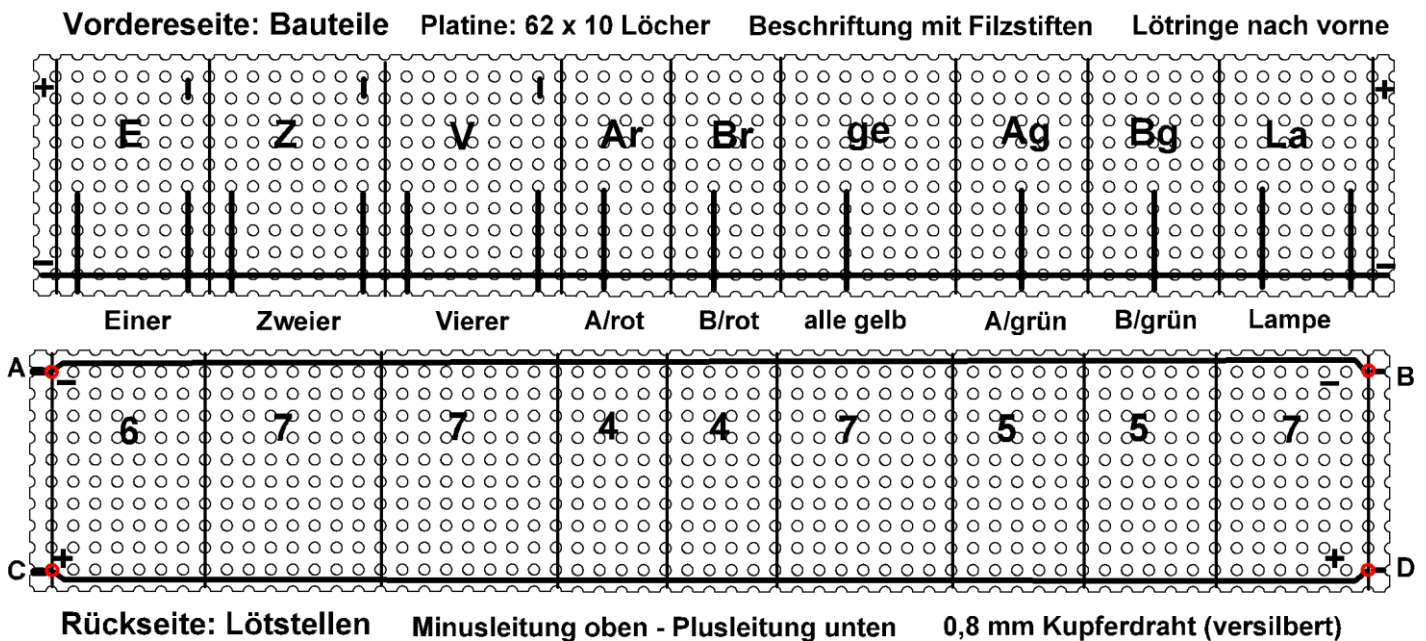 Vordereseite: Bauteile Platine: 62 x 10 Löcher Beschriftung mit Filzstiften Lötringe nach vorne
+ +
E Z V Ar Br ge Ag Bg La
– –
Einer Zweier Vierer A/rot B/rot alle gelb A/grün B/grün Lampe
A B
– –
6 7 7 4 4 7 5 5 7
+ +
C D
Rückseite: Lötstellen Minusleitung oben - Plusleitung unten 0,8 mm Kupferdraht (versilbert)